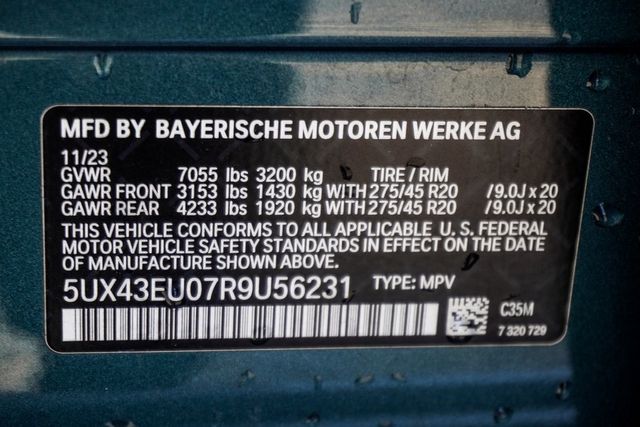 MFD BY BAYERISCHE MOTOREN WERKE AG
11/23
GVWR 7055 lbs 3200 kg TIRE / RIM
GAWR FRONT 3153 lbs 1430 kg WITH 275/45 R20 /9.0J x 20
GAWR REAR 4233 lbs 1920 kg WITH 275/45 R20 /9.0J x 20
THIS VEHICLE CONFORMS TO ALL APPLICABLE U. S. FEDERAL
MOTOR VEHICLE SAFETY STANDARDS IN EFFECT ON THE DATE
OF MANUFACTURE SHOWN ABOVE.
5UX43EU07R9U56231 TYPE: MPV
C35M
7 320 729